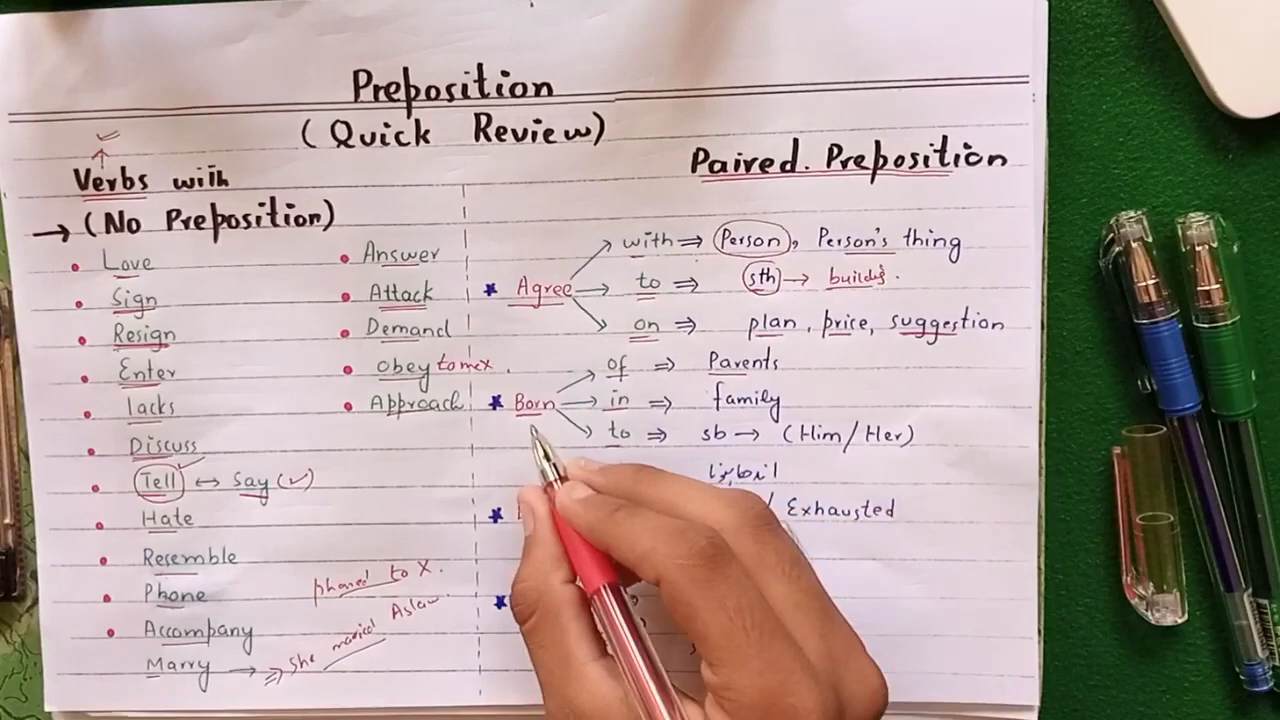 Preposition
(Quick Review)
Verbs with
→ (No Preposition)
• Love
• Sign
• Resign
• Enter
• lacks
• Discuss
• Tell ↔ Say (✓)
• Hate
• Resemble
• Phone
• Accompany
Marry →
phoned to X.
⇒ She married Aslam.
• Answer
• Attack
• Demand
• obey to me x.
• Approach
Paired. Preposition
★ Agree
with ⇒ Person, Person's thing
to ⇒ sth →
on ⇒ plan, price, suggestion
★ Born
of ⇒ Parents
in ⇒ family
to ⇒ sb → (Him/Her)
/ Exhausted